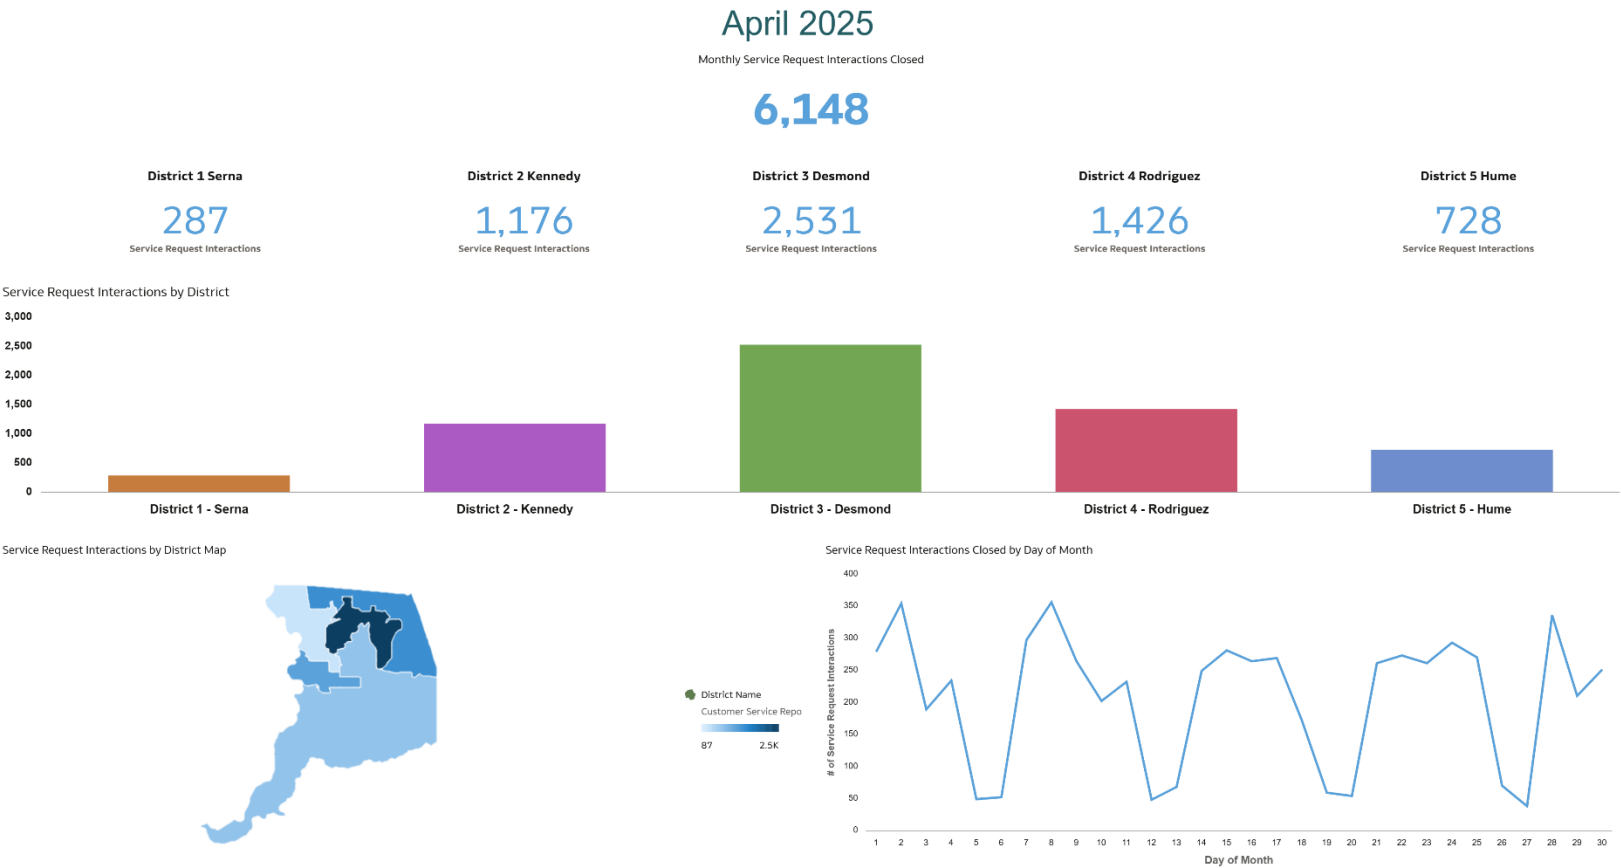 April 2025
Monthly Service Request Interactions Closed
6,148
District 1 Serna
287
Service Request Interactions
District 2 Kennedy
1,176
Service Request Interactions
District 3 Desmond
2,531
Service Request Interactions
District 4 Rodriguez
1,426
Service Request Interactions
District 5 Hume
728
Service Request Interactions
Service Request Interactions by District
3,000
2,500
2,000
1,500
1,000
500
0
District 1 - Serna
District 2 - Kennedy
District 3 - Desmond
District 4 - Rodriguez
District 5 - Hume
Service Request Interactions by District Map
District Name
Customer Service Repo
87
2.5K
Service Request Interactions Closed by Day of Month
# of Service Request Interactions
400
350
300
250
200
150
100
50
0
1 2 3 4 5 6 7 8 9 10 11 12 13 14 15 16 17 18 19 20 21 22 23 24 25 26 27 28 29 30
Day of Month